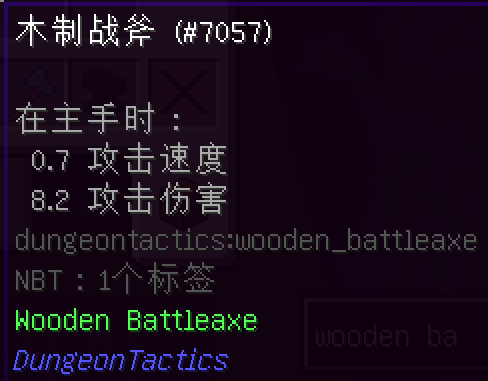 木制战斧 (#7057)
在主手时：
0.7 攻击速度
8.2 攻击伤害
dungeontactics:wooden_battleaxe
NBT：1个标签
Wooden Battleaxe
wooden ba
DungeonTactics